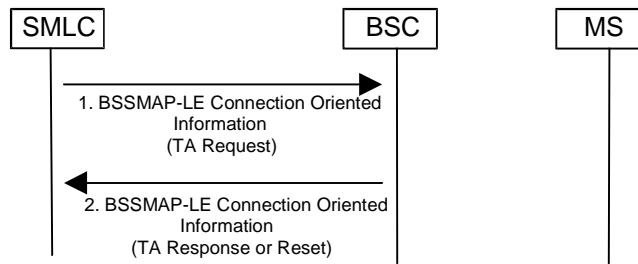 SMLC
BSC
MS
1. BSSMAP-LE Connection Oriented
Information
(TA Request)
2. BSSMAP-LE Connection Oriented
Information
(TA Response or Reset)